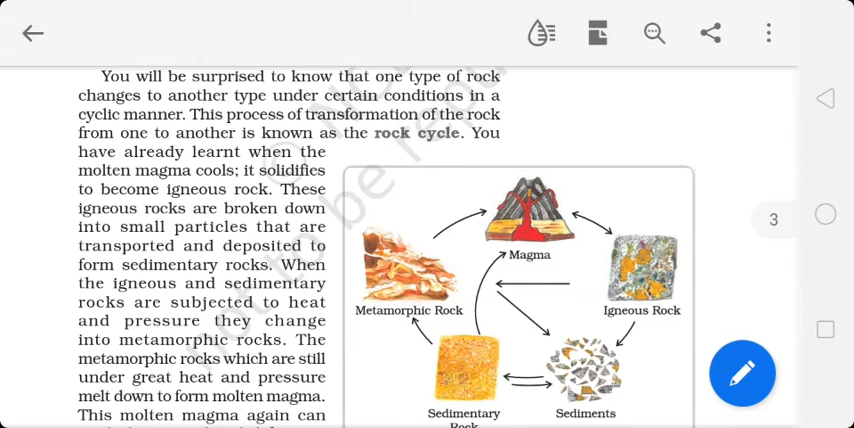 You will be surprised to know that one type of rock
changes to another type under certain conditions in a
cyclic manner. This process of transformation of the rock
from one to another is known as the rock cycle. You
have already learnt when the
molten magma cools; it solidifies
to become igneous rock. These
igneous rocks are broken down
into small particles that are
transported and deposited to
form sedimentary rocks. When
the igneous and sedimentary
rocks are subjected to heat
and pressure they change
into metamorphic rocks. The
metamorphic rocks which are still
under great heat and pressure
melt down to form molten magma.
This molten magma again can
Magma
Metamorphic Rock
Igneous Rock
Sedimentary
Rock
Sediments
3
not to be rep